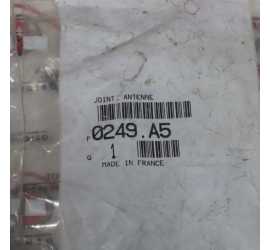 JOINT: ANTENNE
P 0249.A5
Q 1
MADE IN FRANCE